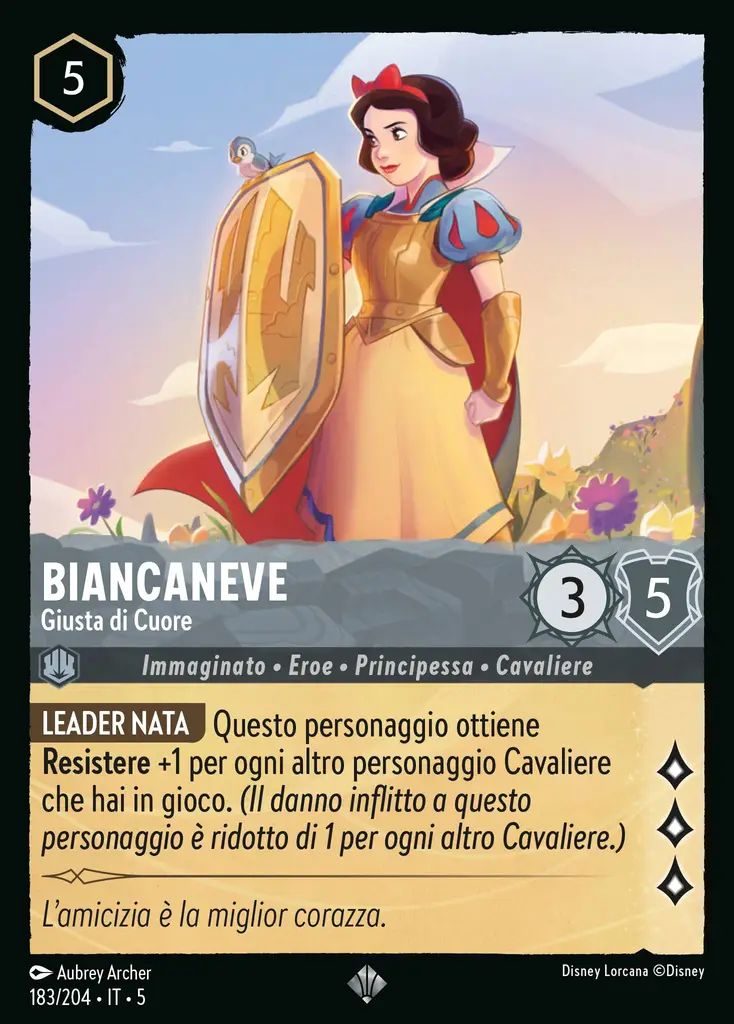 5
BIANCANEVE
Giusta di Cuore
3
5
Immaginato • Eroe • Principessa • Cavaliere
LEADER NATA Questo personaggio ottiene
Resistere +1 per ogni altro personaggio Cavaliere
che hai in gioco. (Il danno inflitto a questo
personaggio è ridotto di 1 per ogni altro Cavaliere.)
L'amicizia è la miglior corazza.
Aubrey Archer
Disney Lorcana ©Disney
183/204 • IT • 5